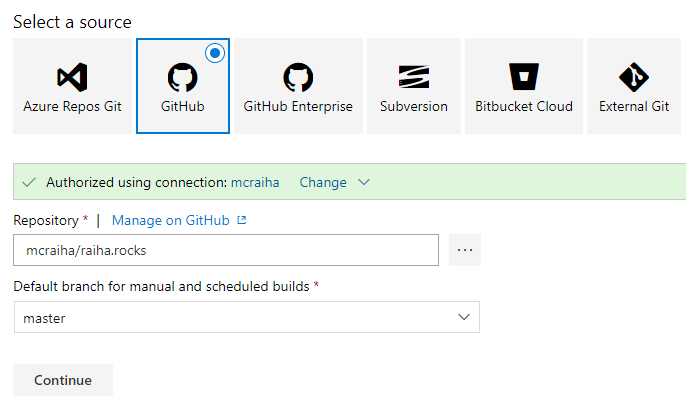 Select a source
Azure Repos Git
GitHub
GitHub Enterprise
Subversion
Bitbucket Cloud
External Git
Authorized using connection: mcraiha Change
Repository * | Manage on GitHub
mcraiha/raiha.rocks
...
Default branch for manual and scheduled builds *
master
Continue